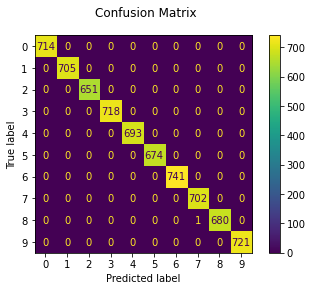 Confusion Matrix
0 714 0 0 0 0 0 0 0 0 0
1 0 705 0 0 0 0 0 0 0 0
2 0 0 651 0 0 0 0 0 0 0
3 0 0 0 718 0 0 0 0 0 0
4 0 0 0 0 693 0 0 0 0 0
5 0 0 0 0 0 674 0 0 0 0
6 0 0 0 0 0 0 741 0 0 0
7 0 0 0 0 0 0 0 702 0 0
8 0 0 0 0 0 0 0 1 680 0
9 0 0 0 0 0 0 0 0 0 721
0 1 2 3 4 5 6 7 8 9
Predicted label
True label
700
600
500
400
300
200
100
0